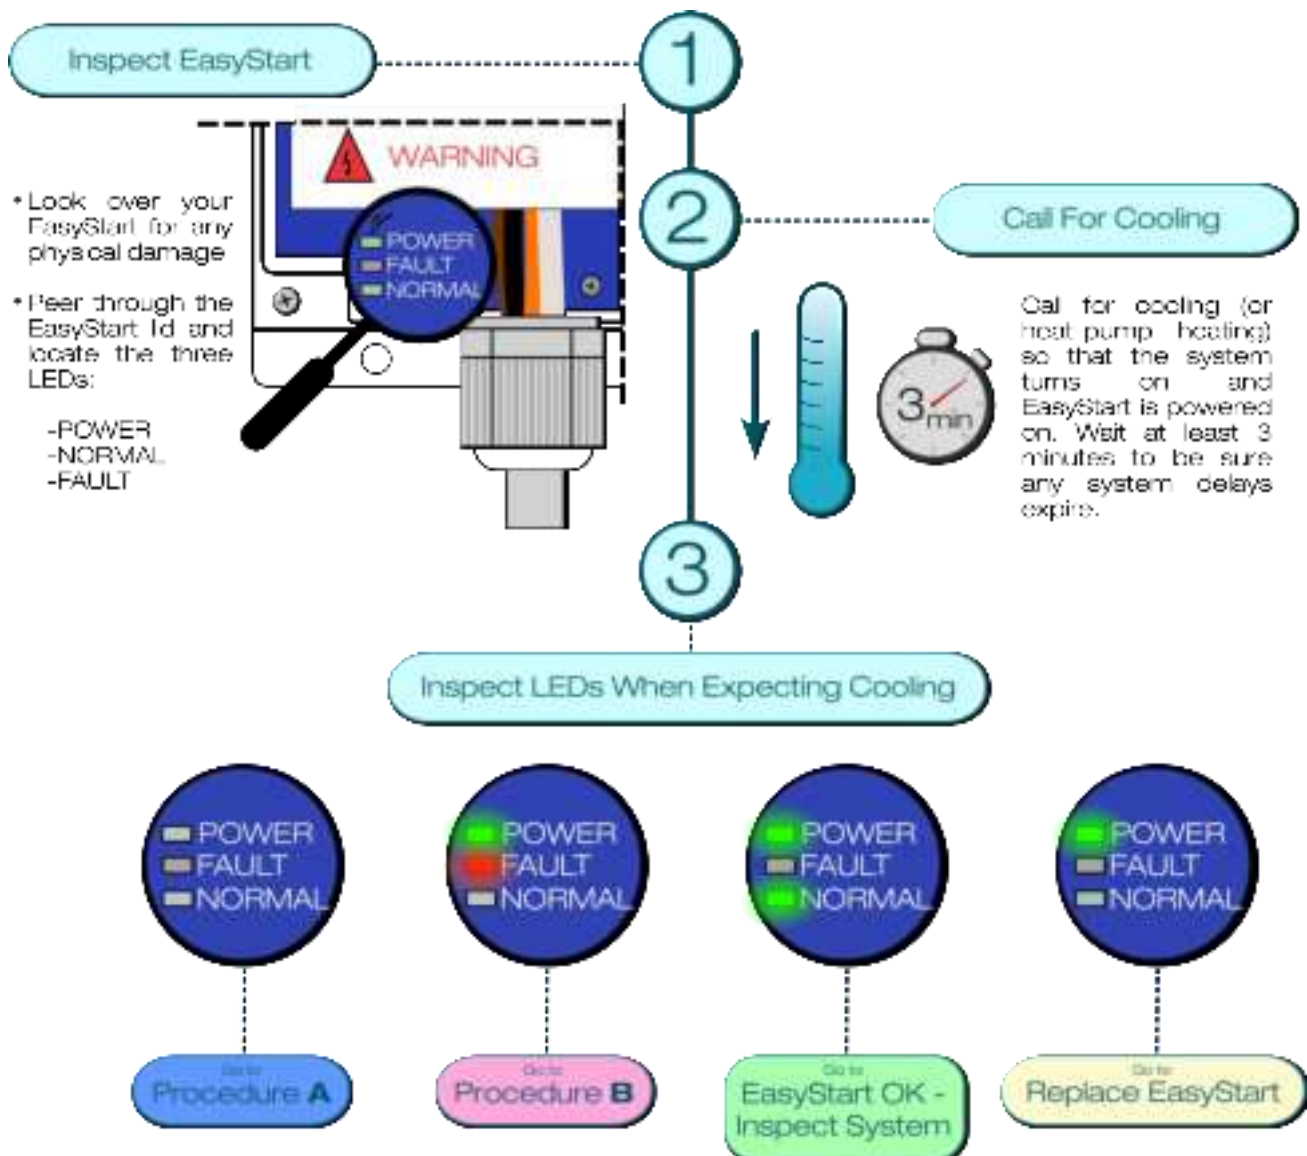 Inspect EasyStart
1
WARNING
• Look over your
EasyStart for any
physical damage
• Peer through the
EasyStart lid and
locate the three
LEDs:
-POWER
-NORMAL
-FAULT
POWER
FAULT
NORMAL
2
Call For Cooling
3 min
Call for cooling (or
heat pump heating)
so that the system
turns on and
EasyStart is powered
on. Wait at least 3
minutes to be sure
any system delays
expire.
3
Inspect LEDs When Expecting Cooling
POWER
FAULT
NORMAL
POWER
FAULT
NORMAL
POWER
FAULT
NORMAL
POWER
FAULT
NORMAL
Go to
Procedure A
Go to
Procedure B
Go to
EasyStart OK -
Inspect System
Go to
Replace EasyStart